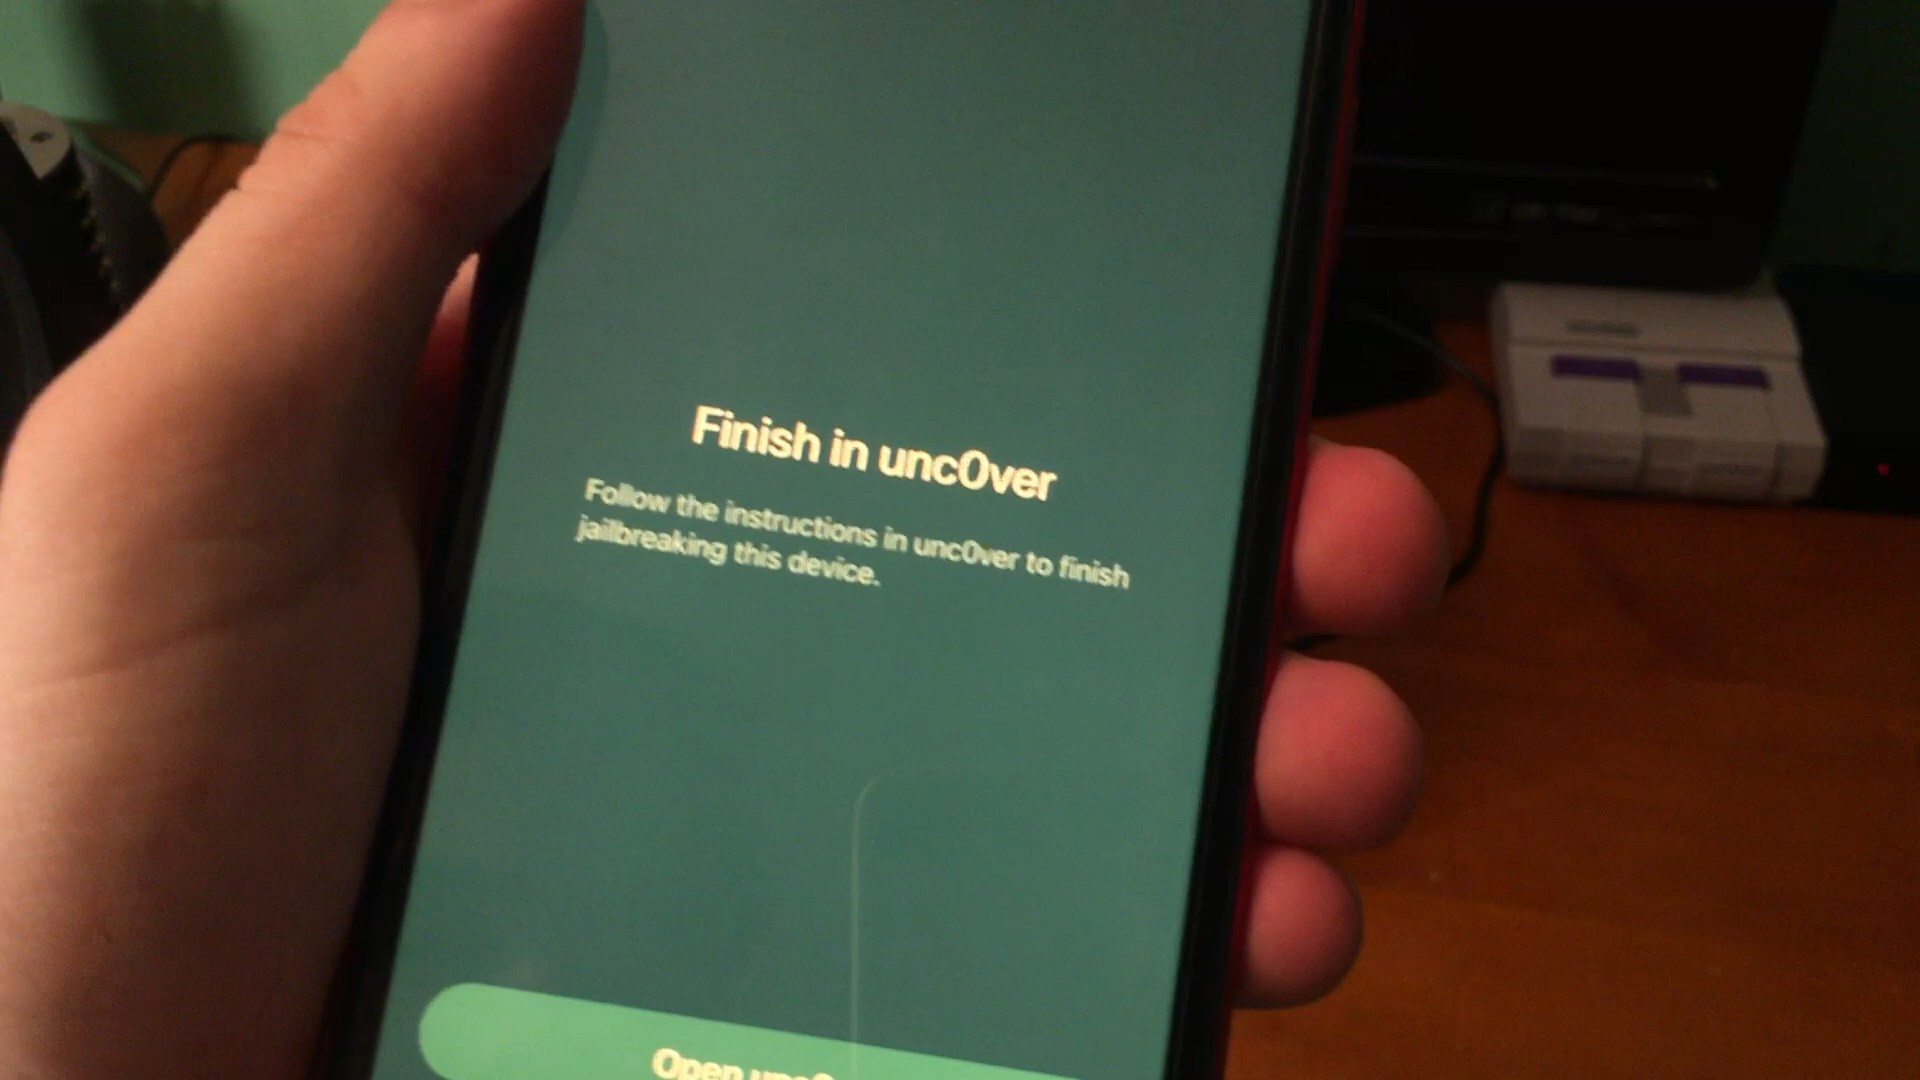 Finish in unc0ver
Follow the instructions in unc0ver to finish
jailbreaking this device.
Open